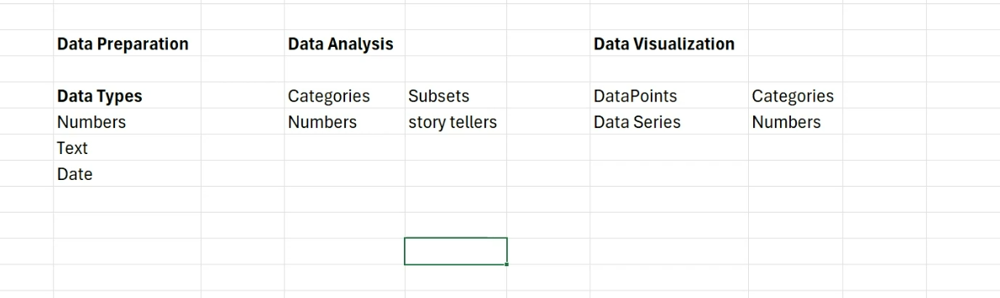 Data Preparation Data Analysis Data Visualization
Data Types Categories Subsets DataPoints Categories
Numbers Numbers story tellers Data Series Numbers
Text
Date